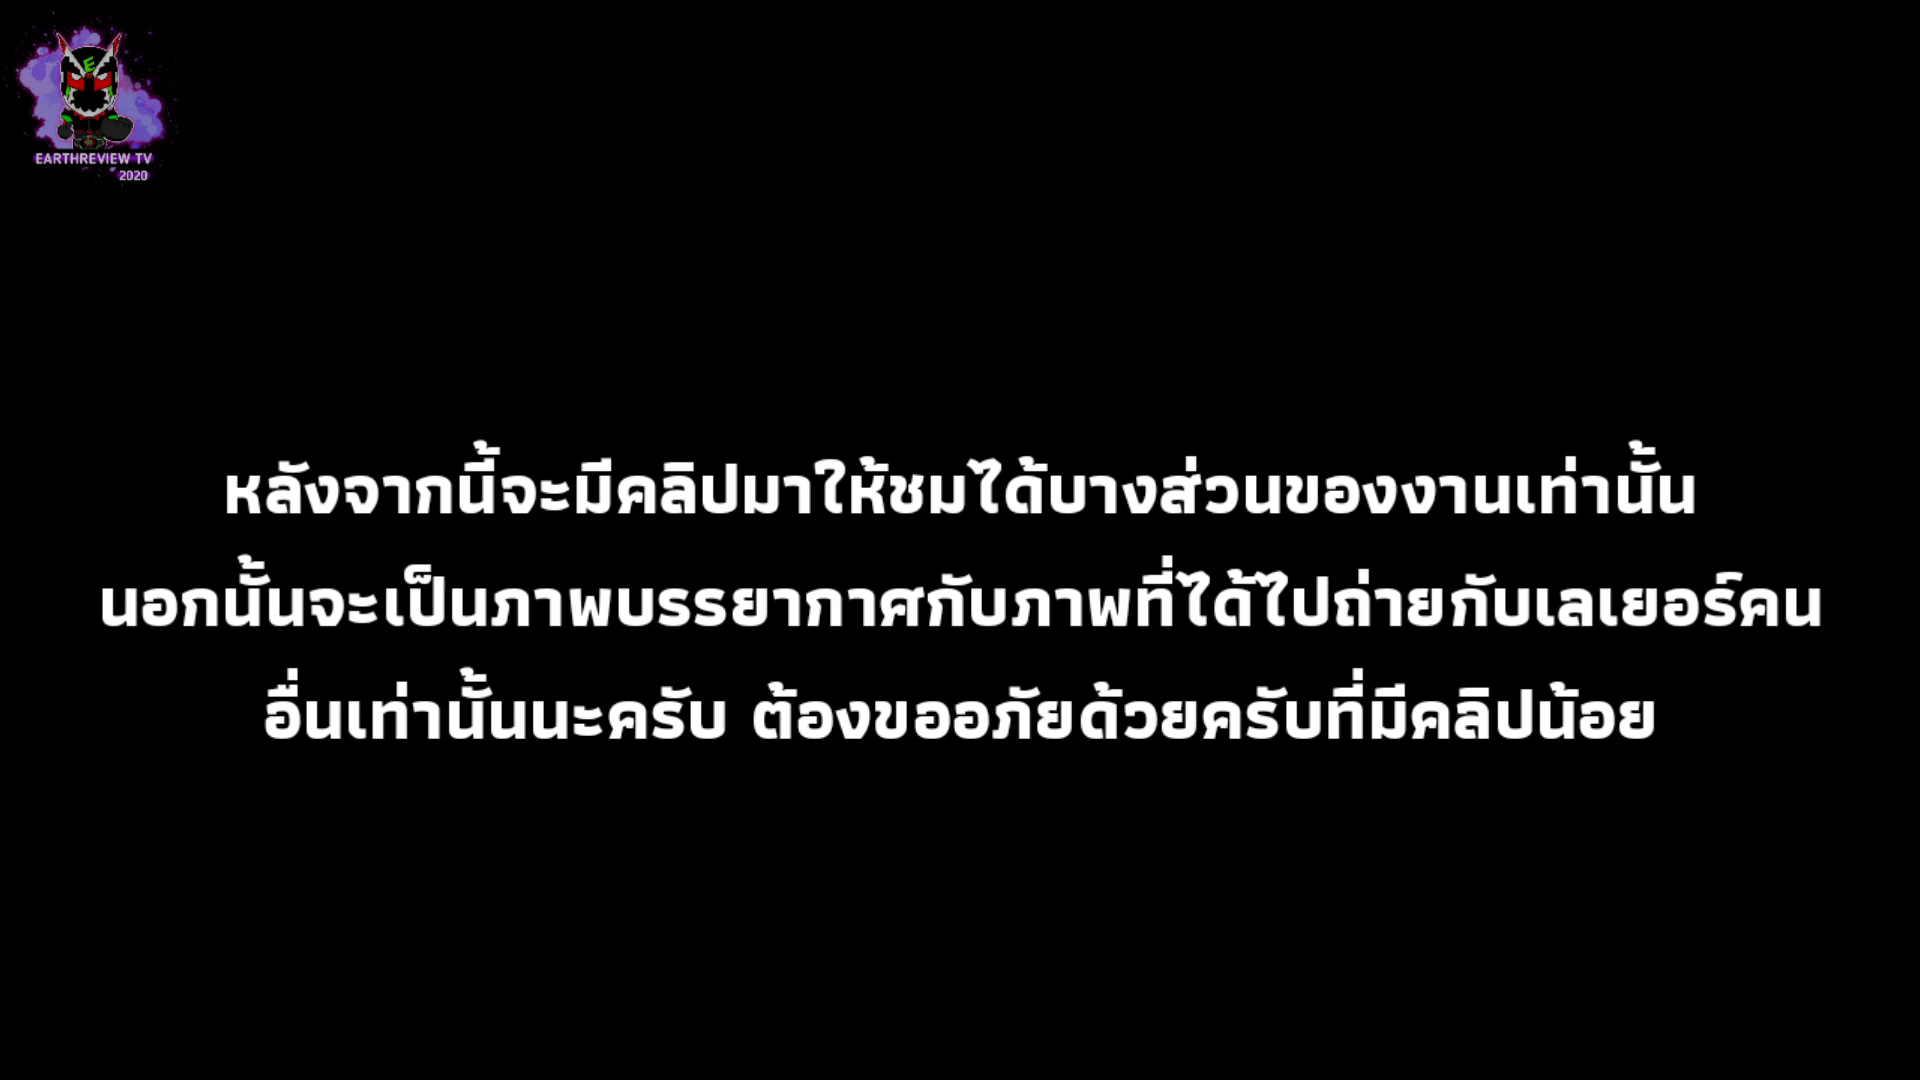 EARTHREVIEW TV
2020
หลังจากนี้จะมีคลิปมาให้ชมได้บางส่วนของงานเท่านั้น
นอกนั้นจะเป็นภาพบรรยากาศกับภาพที่ได้ไปถ่ายกับเลเยอร์คน
อื่นเท่านั้นนะครับ ต้องขออภัยด้วยครับที่มีคลิปน้อย